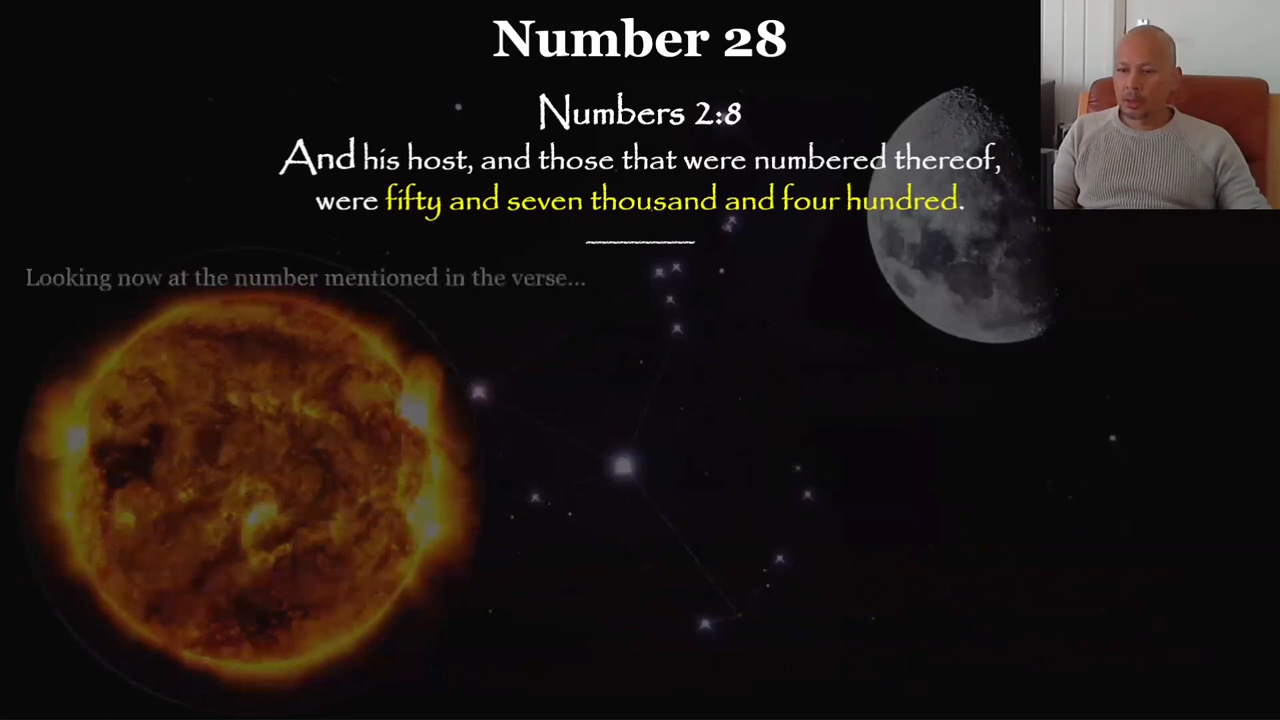 Number 28
Numbers 2:8
And his host, and those that were numbered thereof,
were fifty and seven thousand and four hundred.
Looking now at the number mentioned in the verse...